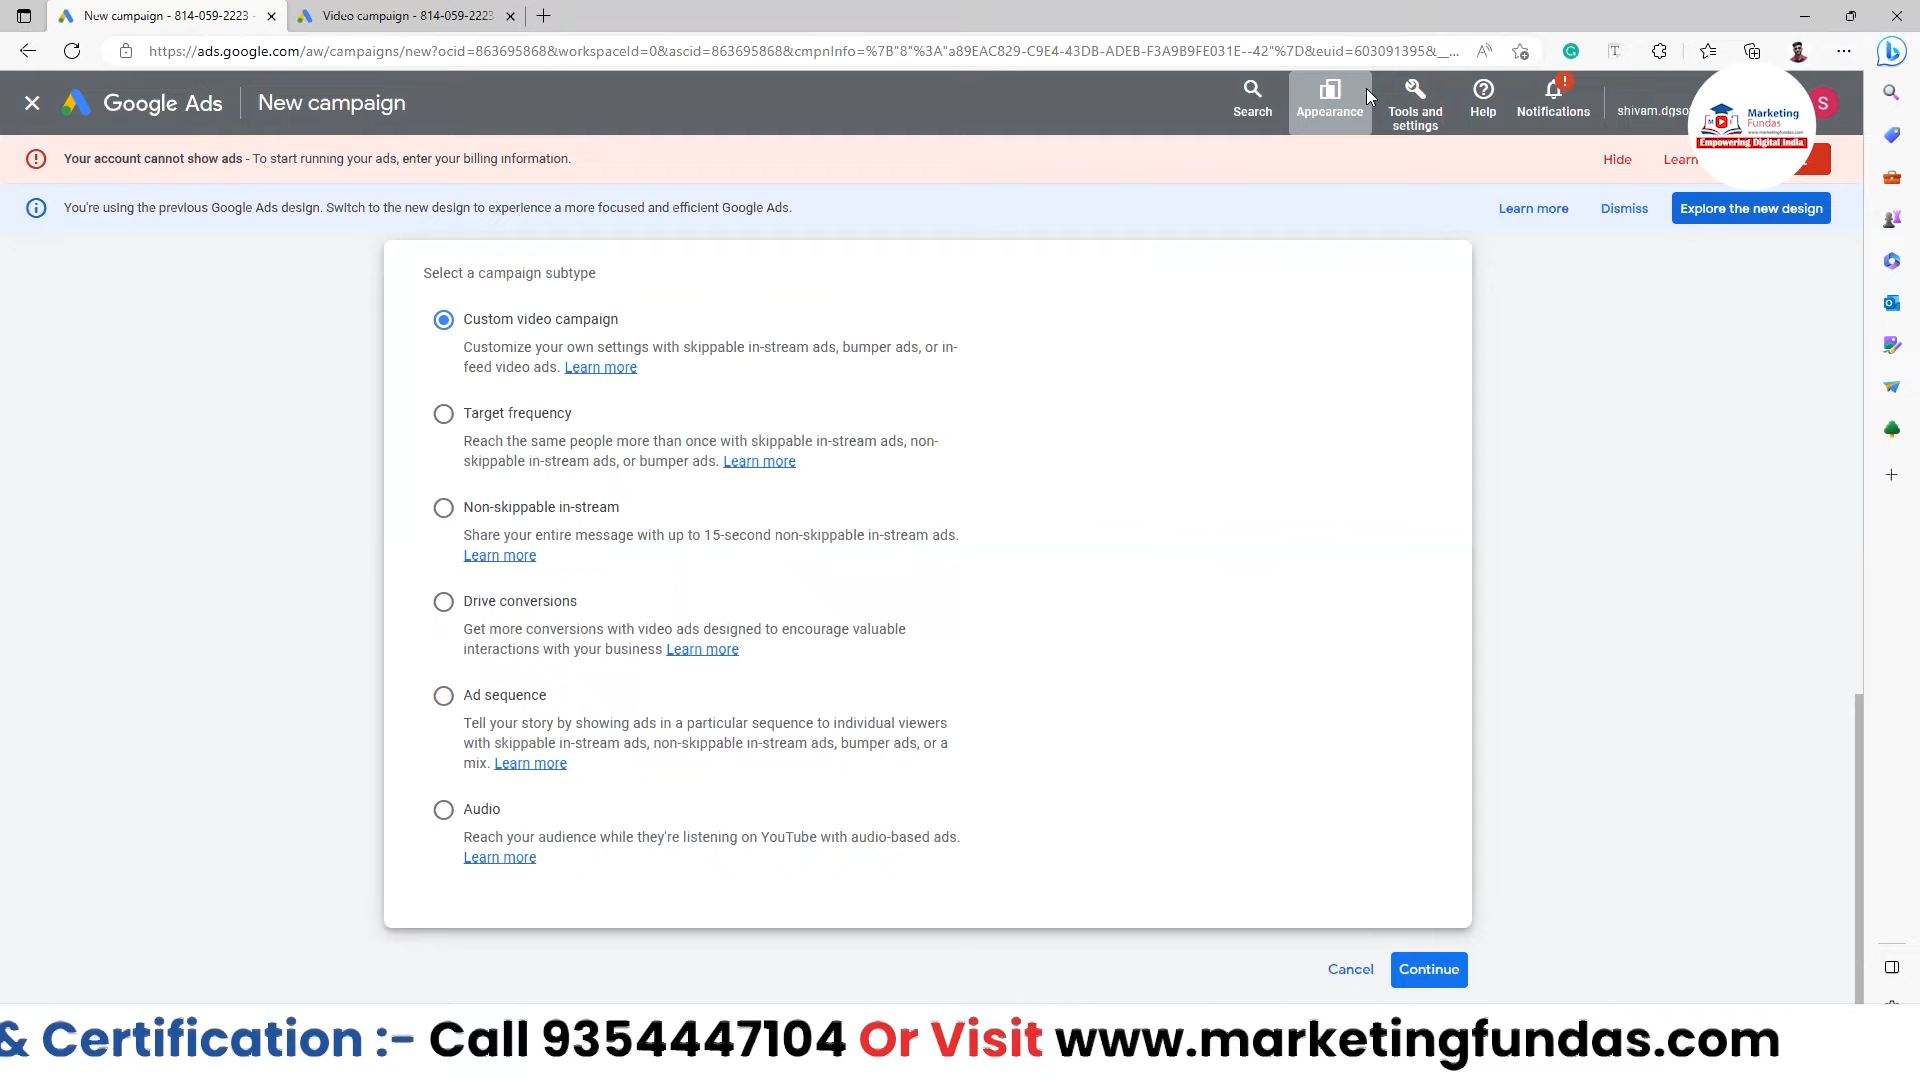 New campaign - 814-059-2223 -
Video campaign - 814-059-2223
https://ads.google.com/aw/campaigns/new?ocid=863695868&workspaceId=0&ascid=863695868&cmpnInfo=%7B"8"%3A"a89EAC829-C9E4-43DB-ADEB-F3A9B9FE031E--42"%7D&euid=603091395&__...
Google Ads
New campaign
Search
Appearance
Tools and
settings
Help
Notifications
shivam.dgso
S
Marketing
Fundas
www.marketingfundas.com
Empowering Digital India
Your account cannot show ads - To start running your ads, enter your billing information.
Hide
Learn
You're using the previous Google Ads design. Switch to the new design to experience a more focused and efficient Google Ads.
Learn more
Dismiss
Explore the new design
Select a campaign subtype
Custom video campaign
Customize your own settings with skippable in-stream ads, bumper ads, or in-
feed video ads. Learn more
Target frequency
Reach the same people more than once with skippable in-stream ads, non-
skippable in-stream ads, or bumper ads. Learn more
Non-skippable in-stream
Share your entire message with up to 15-second non-skippable in-stream ads.
Learn more
Drive conversions
Get more conversions with video ads designed to encourage valuable
interactions with your business Learn more
Ad sequence
Tell your story by showing ads in a particular sequence to individual viewers
with skippable in-stream ads, non-skippable in-stream ads, bumper ads, or a
mix. Learn more
Audio
Reach your audience while they're listening on YouTube with audio-based ads.
Learn more
Cancel
Continue
& Certification :- Call 9354447104 Or Visit www.marketingfundas.com